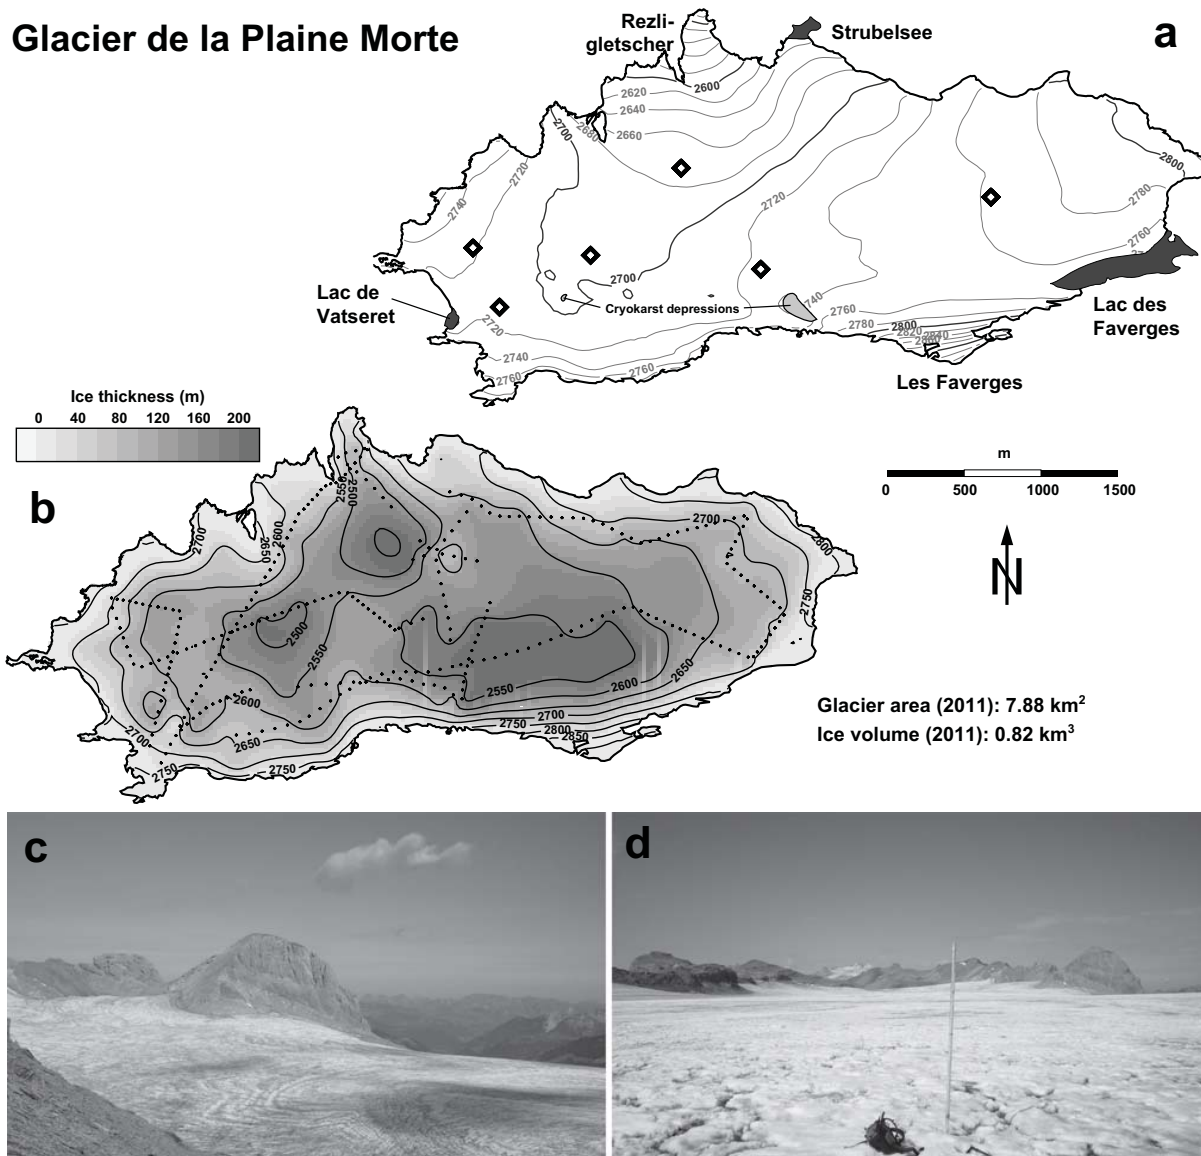 Glacier de la Plaine Morte
a
Rezli-
gletscher
Strubelsee
2600
2620
2640
2660
2680
2700
2720
2740
2720
2800
2780
2760
2700
Cryokarst depressions
740
2760
2780
2800
2820
2840
2860
Lac de
Vatseret
2720
2740
2760
2760
Lac des
Faverges
Les Faverges
Ice thickness (m)
0 40 80 120 160 200
m
0 500 1000 1500
N
b
2550
2500
2600
2650
2700
2700
2800
2750
2500
2550
2600
2650
2550
2600
2650
2700
2750
2800
2850
2700
2750
2750
Glacier area (2011): 7.88 km²
Ice volume (2011): 0.82 km³
c
d